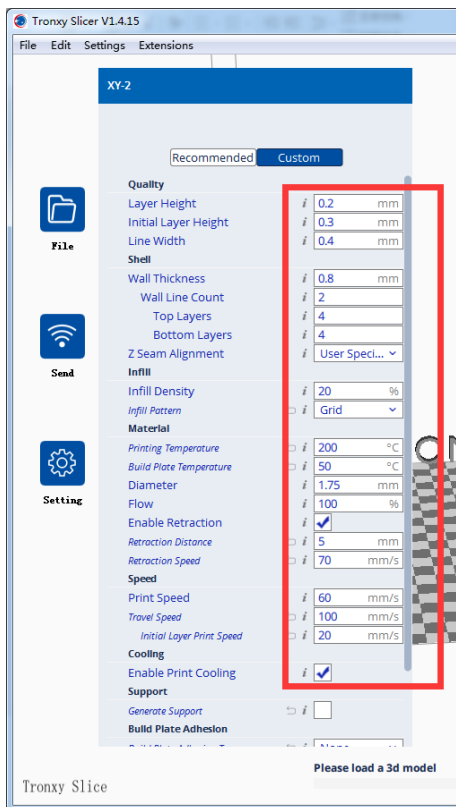 Tronxy Slicer V1.4.15
File Edit Settings Extensions
XY-2
Recommended Custom
Quality
Layer Height i 0.2 mm
Initial Layer Height i 0.3 mm
Line Width i 0.4 mm
Shell
Wall Thickness i 0.8 mm
Wall Line Count i 2
Top Layers i 4
Bottom Layers i 4
Z Seam Alignment i User Speci...
Infill
Infill Density i 20 %
Infill Pattern i Grid
Material
Printing Temperature i 200 °C
Build Plate Temperature i 50 °C
Diameter i 1.75 mm
Flow i 100 %
Enable Retraction i
Retraction Distance i 5 mm
Retraction Speed i 70 mm/s
Speed
Print Speed i 60 mm/s
Travel Speed i 100 mm/s
Initial Layer Print Speed i 20 mm/s
Cooling
Enable Print Cooling i
Support
Generate Support i
Build Plate Adhesion
File
Send
Setting
Please load a 3d model
Tronxy Slice